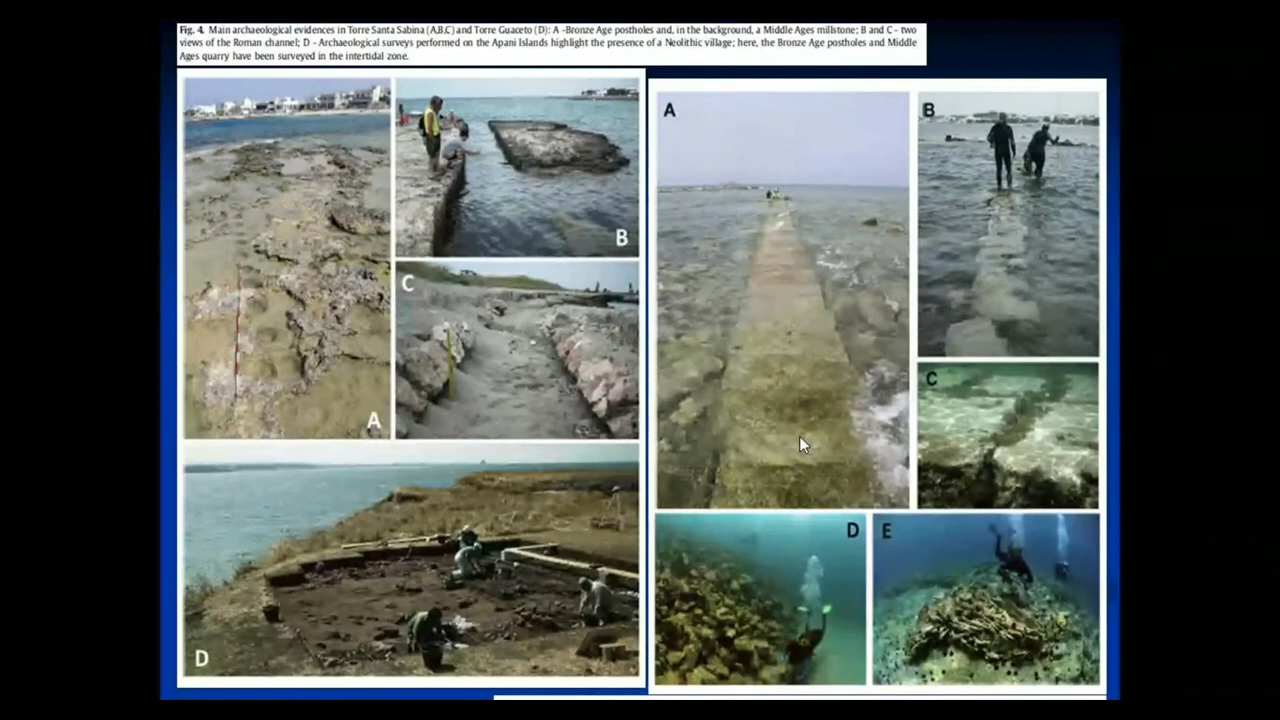 Fig. 4. Main archaeological evidences in Torre Santa Sabina (A,B,C) and Torre Guaceto (D): A -Bronze Age postholes and, in the background, a Middle Ages millstone; B and C - two
views of the Roman channel; D - Archaeological surveys performed on the Apani Islands highlight the presence of a Neolithic village; here, the Bronze Age postholes and Middle
Ages quarry have been surveyed in the intertidal zone.
A
B
C
D
A
B
C
D
E